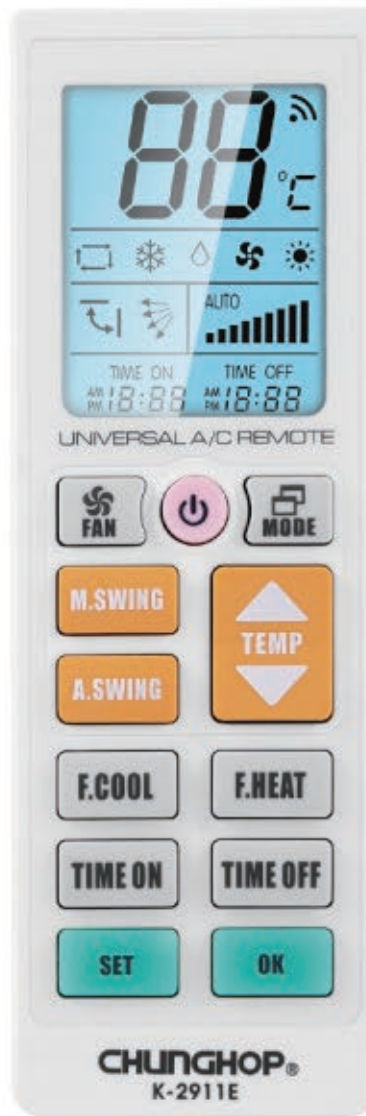 88 °C
AUTO
TIME ON TIME OFF
AM PM 18:88 AM PM 18:88
UNIVERSAL A/C REMOTE
FAN MODE
M.SWING
TEMP
A.SWING
F.COOL F.HEAT
TIME ON TIME OFF
SET OK
CHUNGHOP®
K-2911E